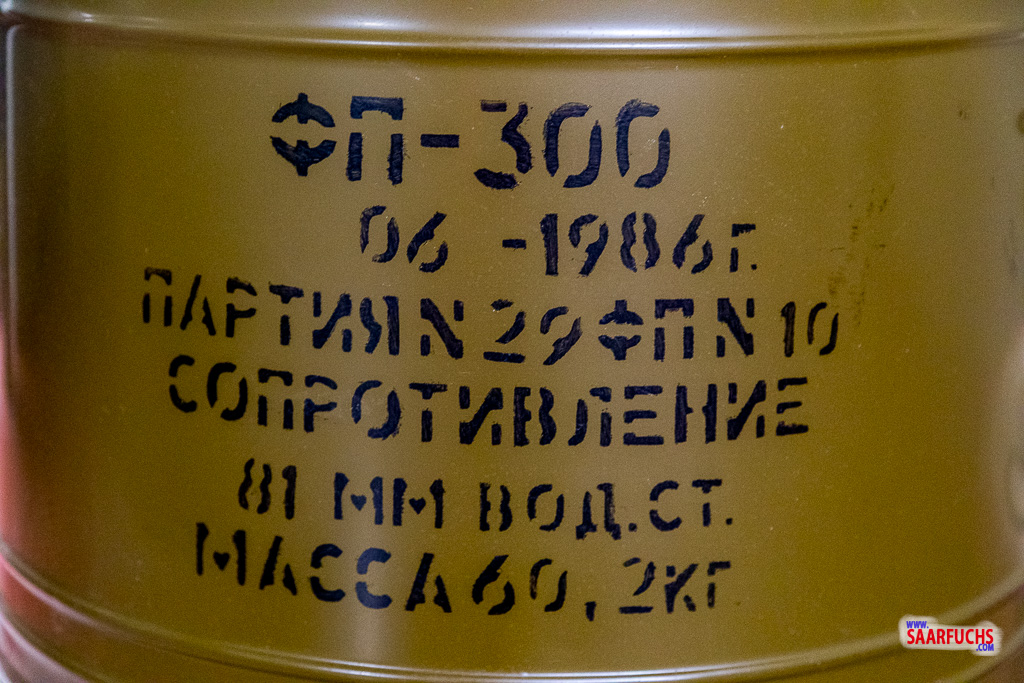 ФП-300
06 -1986г.
ПАРТИЯ N 29 ФП N 10
СОПРОТИВЛЕНИЕ
81 ММ ВОД.СТ.
МАССА 60,2кг
WWW.
SAARFUCHS
.COM